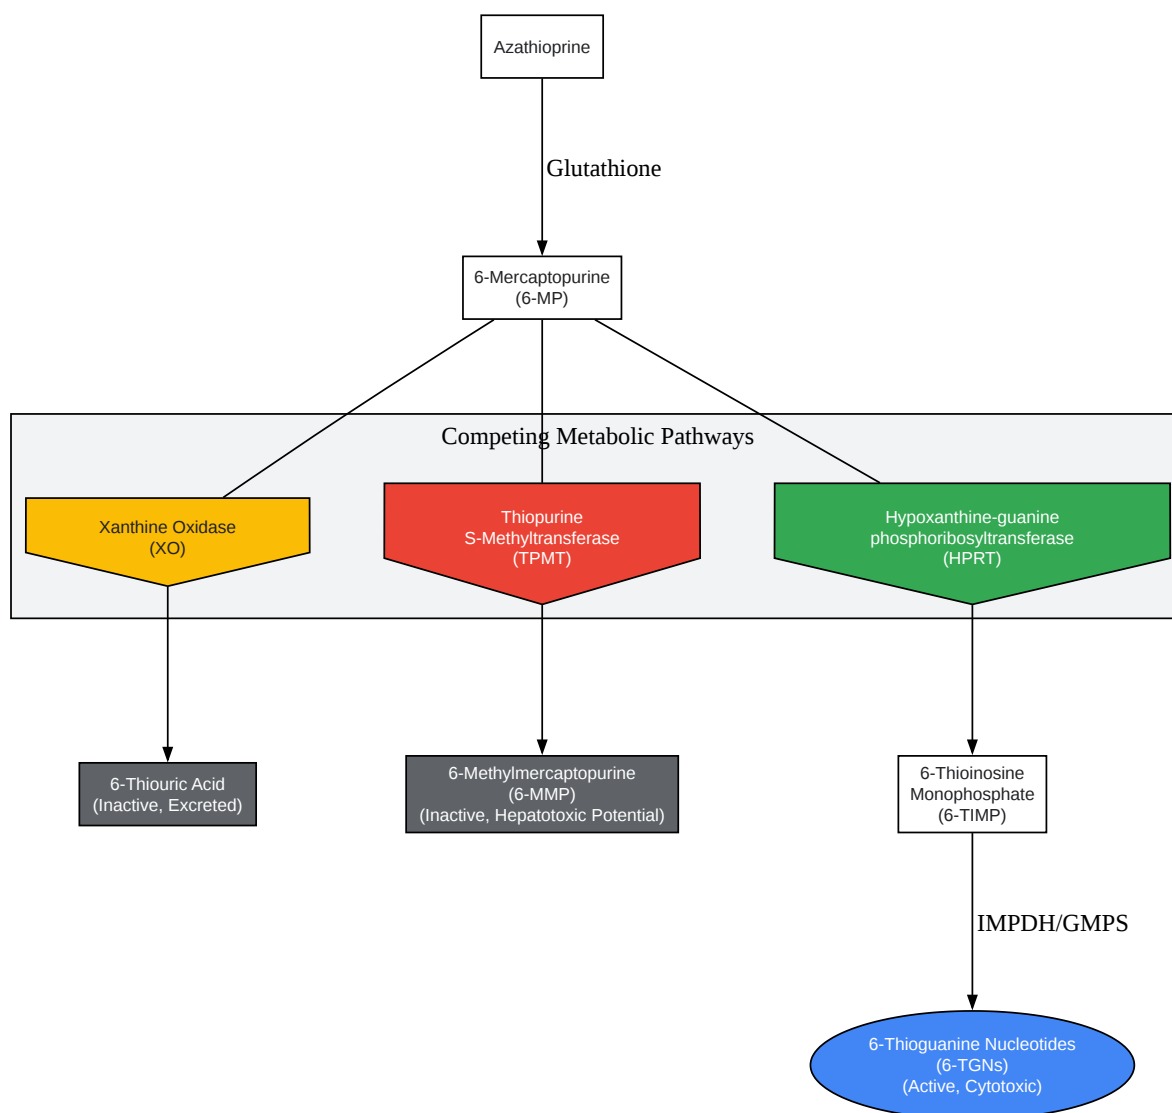 Azathioprine
Glutathione
6-Mercaptopurine
(6-MP)
Competing Metabolic Pathways
Xanthine Oxidase
(XO)
Thiopurine
S-Methyltransferase
(TPMT)
Hypoxanthine-guanine
phosphoribosyltransferase
(HPRT)
6-Thiouric Acid
(Inactive, Excreted)
6-Methylmercaptopurine
(6-MMP)
(Inactive, Hepatotoxic Potential)
6-Thioinosine
Monophosphate
(6-TIMP)
IMPDH/GMPS
6-Thioguanine Nucleotides
(6-TGNs)
(Active, Cytotoxic)